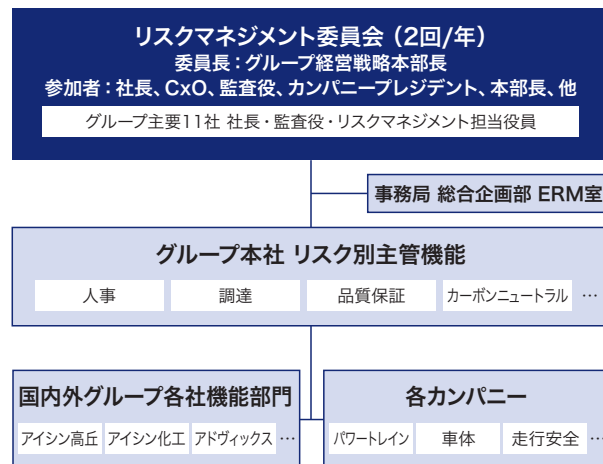 リスクマネジメント委員会（2回/年）
委員長：グループ経営戦略本部長
参加者：社長、CxO、監査役、カンパニープレジデント、本部長、他
グループ主要11社 社長・監査役・リスクマネジメント担当役員
事務局 総合企画部 ERM室
グループ本社 リスク別主管機能
人事 調達 品質保証 カーボンニュートラル …
国内外グループ各社機能部門
アイシン高丘 アイシン化工 アドヴィックス …
各カンパニー
パワートレイン 車体 走行安全 …